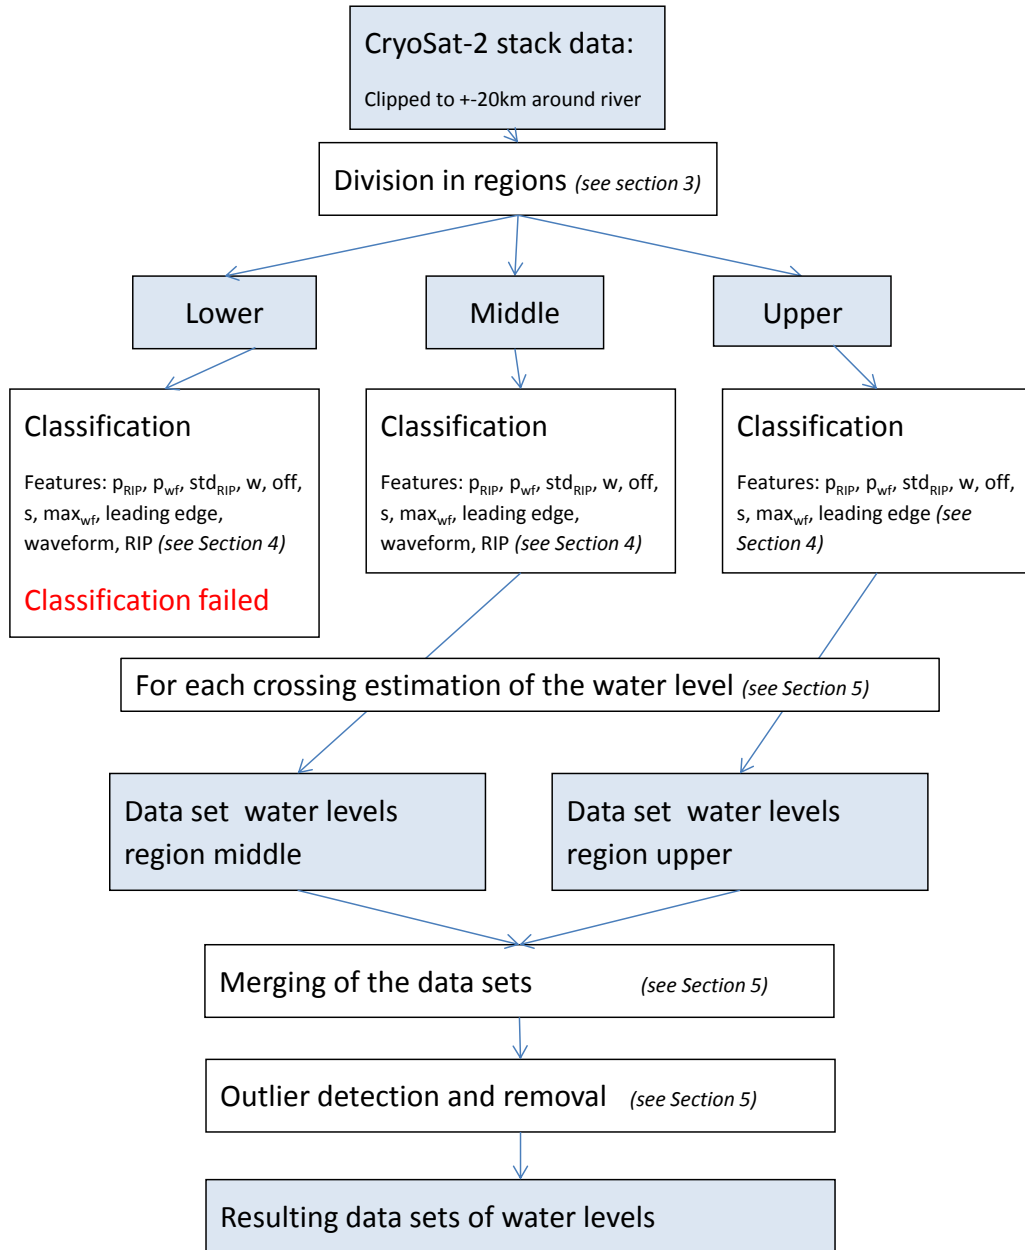 CryoSat-2 stack data:
Clipped to +-20km around river
Division in regions (see section 3)
Lower
Middle
Upper
Classification
Features: pRIP, pwf, stdRIP, w, off,
s, maxwf, leading edge,
waveform, RIP (see Section 4)
Classification failed
Classification
Features: pRIP, pwf, stdRIP, w, off,
s, maxwf, leading edge,
waveform, RIP (see Section 4)
Classification
Features: pRIP, pwf, stdRIP, w, off,
s, maxwf, leading edge (see
Section 4)
For each crossing estimation of the water level (see Section 5)
Data set water levels
region middle
Data set water levels
region upper
Merging of the data sets (see Section 5)
Outlier detection and removal (see Section 5)
Resulting data sets of water levels